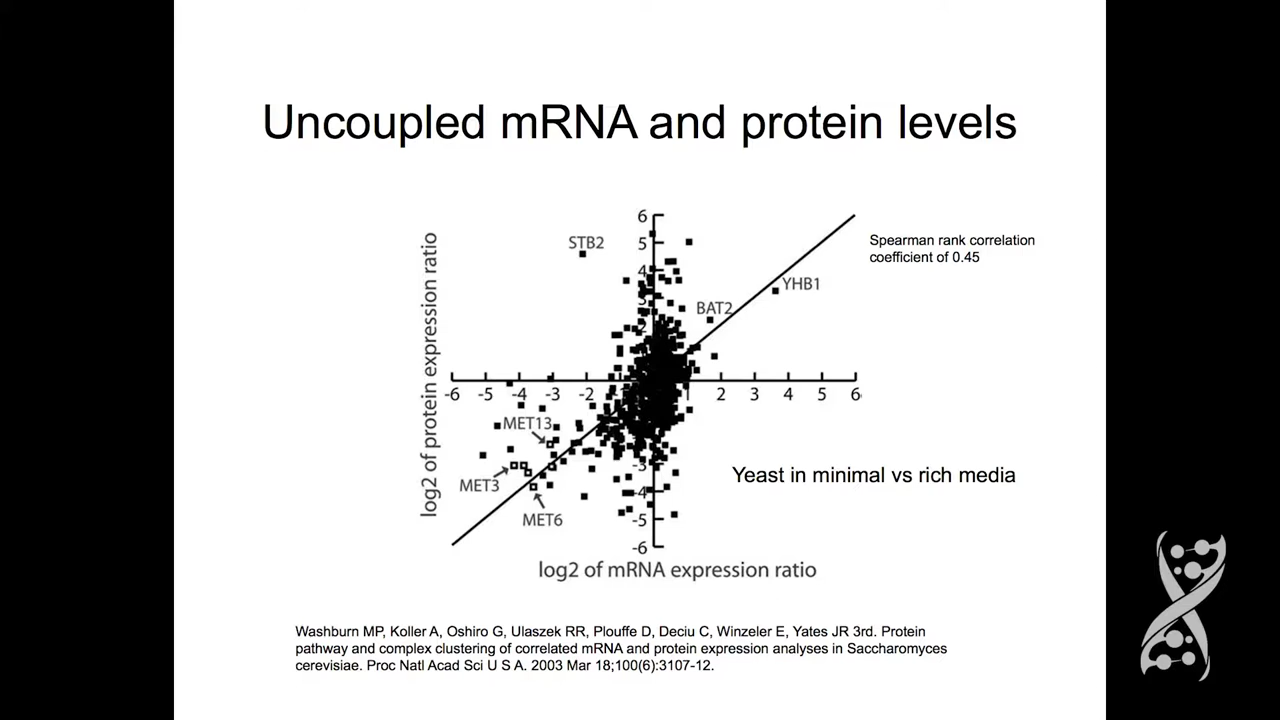 Uncoupled mRNA and protein levels
6
STB2
5
Spearman rank correlation
coefficient of 0.45
4
YHB1
3
BAT2
2
log2 of protein expression ratio
-6 -5 -4 -3 -2 2 3 4 5 6
MET13
-3
Yeast in minimal vs rich media
MET3
-4
MET6
-5
-6
log2 of mRNA expression ratio
Washburn MP, Koller A, Oshiro G, Ulaszek RR, Plouffe D, Deciu C, Winzeler E, Yates JR 3rd. Protein
pathway and complex clustering of correlated mRNA and protein expression analyses in Saccharomyces
cerevisiae. Proc Natl Acad Sci U S A. 2003 Mar 18;100(6):3107-12.